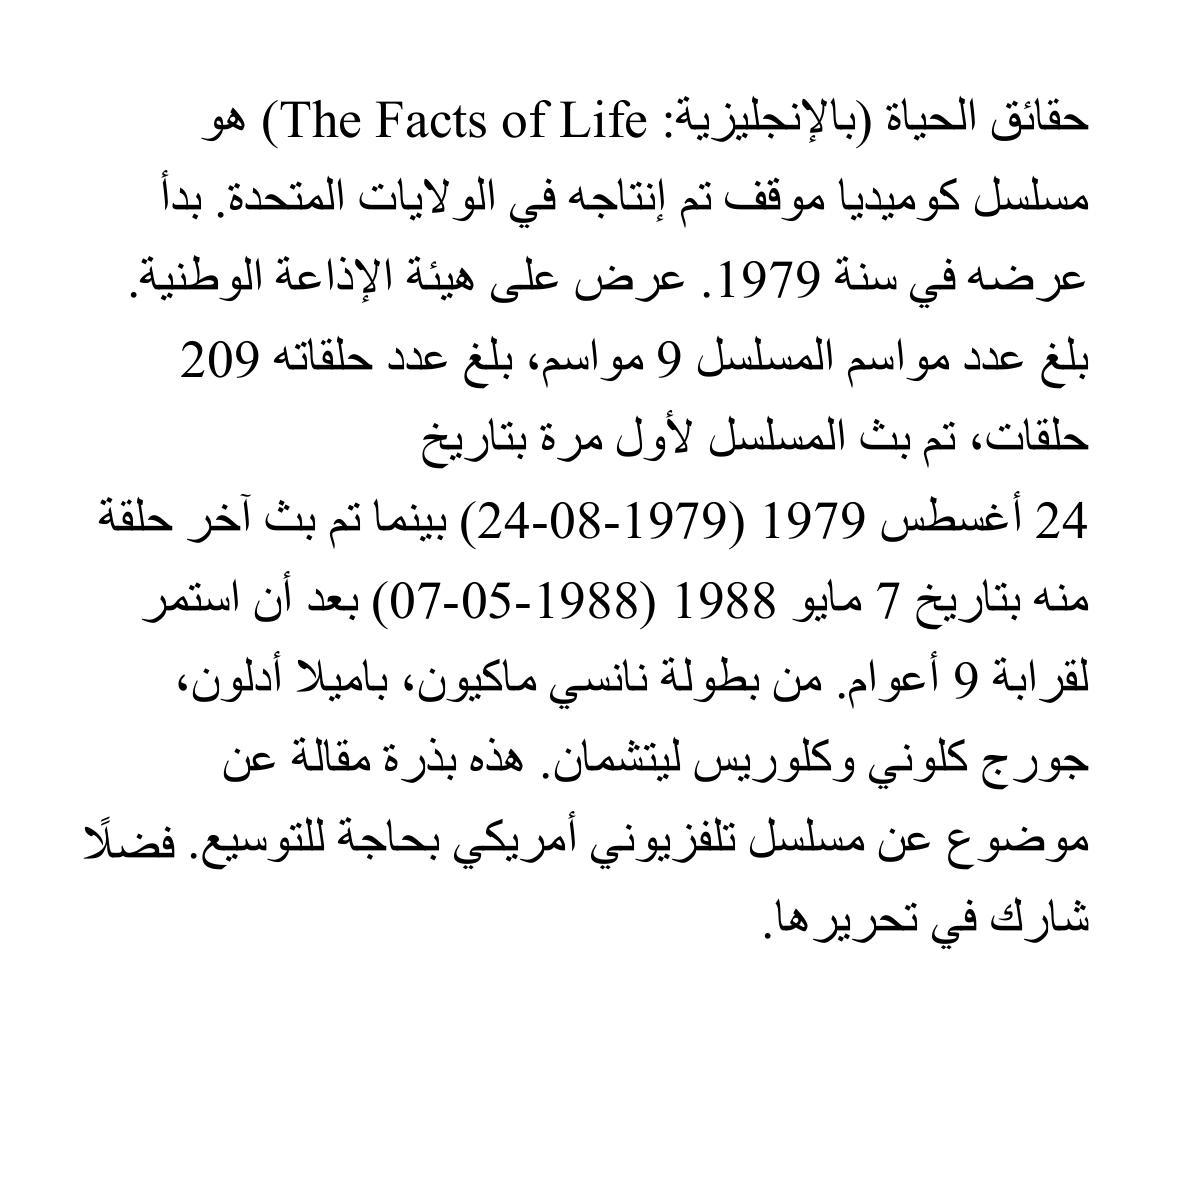 حقائق الحياة (بالإنجليزية: The Facts of Life) هو
مسلسل كوميديا موقف تم إنتاجه في الولايات المتحدة. بدأ
عرضه في سنة 1979. عرض على هيئة الإذاعة الوطنية.
بلغ عدد مواسم المسلسل 9 مواسم، بلغ عدد حلقاته 209
حلقات، تم بث المسلسل لأول مرة بتاريخ
24 أغسطس 1979 (1979-08-24) بينما تم بث آخر حلقة
منه بتاريخ 7 مايو 1988 (1988-05-07) بعد أن استمر
لقرابة 9 أعوام. من بطولة نانسي ماكيون، باميلا أدلون،
جورج كلوني وكلوريس ليتشمان. هذه بذرة مقالة عن
موضوع عن مسلسل تلفزيوني أمريكي بحاجة للتوسيع. فضلًا
شارك في تحريرها.